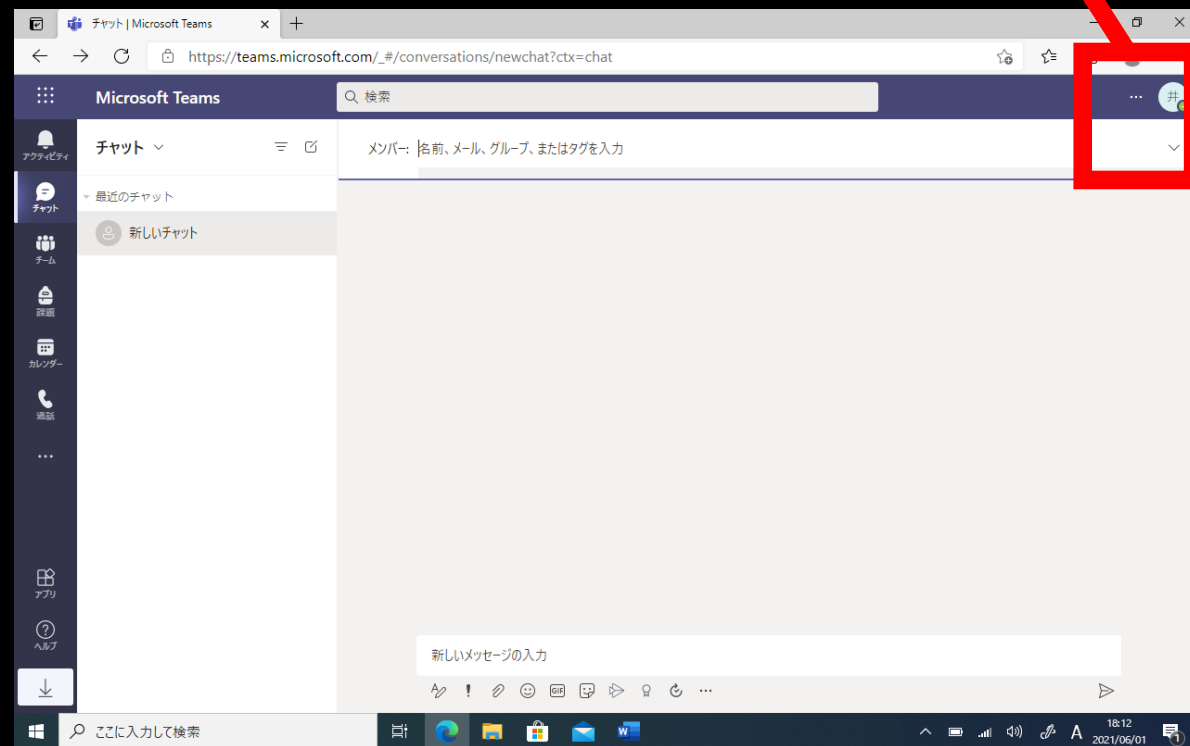 チャット | Microsoft Teams
https://teams.microsoft.com/_#/conversations/newchat?ctx=chat
Microsoft Teams
検索
井
アクティビティ
チャット
チーム
課題
カレンダー
通話
アプリ
ヘルプ
チャット
最近のチャット
新しいチャット
メンバー: 名前、メール、グループ、またはタグを入力
新しいメッセージの入力
GIF
ここに入力して検索
A
18:12
2021/06/01
1